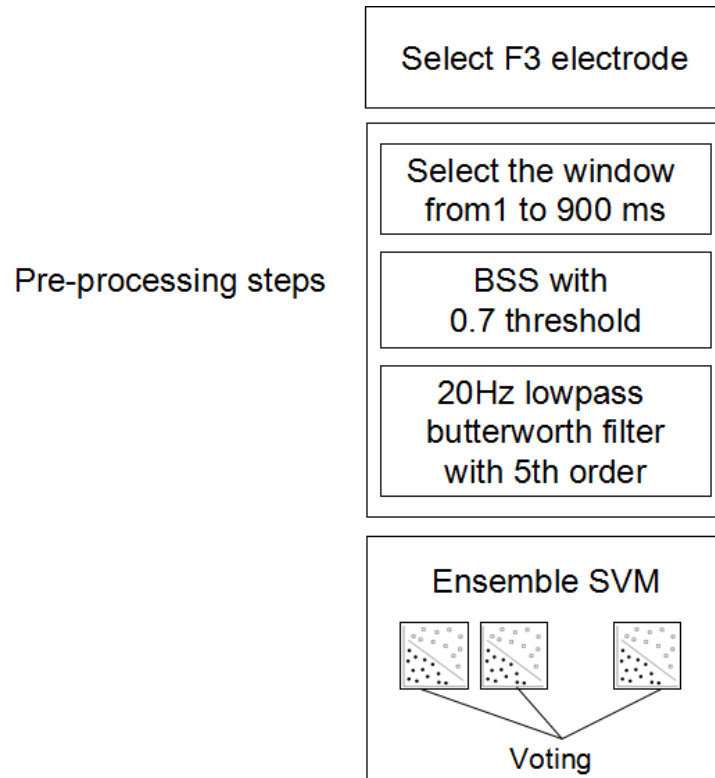 Select F3 electrode
Select the window
from1 to 900 ms
Pre-processing steps
BSS with
0.7 threshold
20Hz lowpass
butterworth filter
with 5th order
Ensemble SVM
Voting